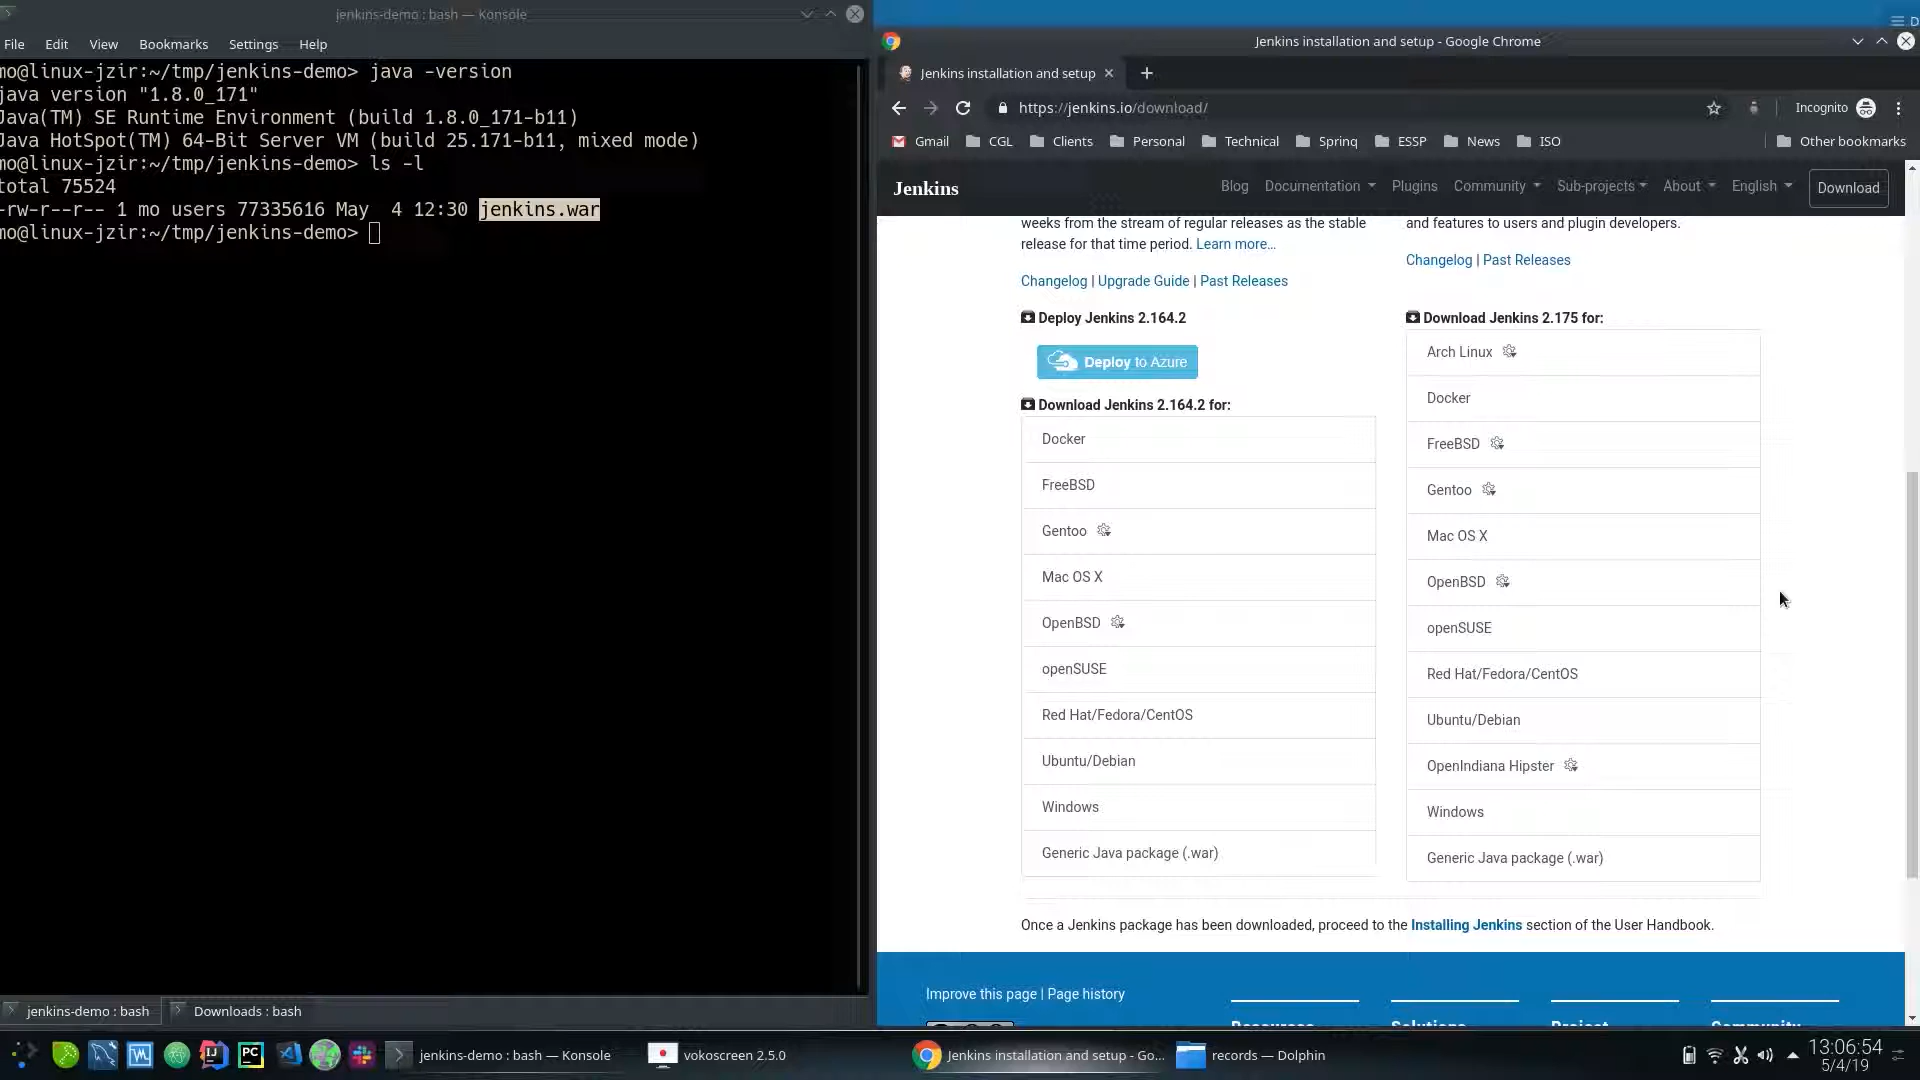 jenkins-demo : bash — Konsole
File Edit View Bookmarks Settings Help
mo@linux-jzir:~/tmp/jenkins-demo> java -version
java version "1.8.0_171"
Java(TM) SE Runtime Environment (build 1.8.0_171-b11)
Java HotSpot(TM) 64-Bit Server VM (build 25.171-b11, mixed mode)
mo@linux-jzir:~/tmp/jenkins-demo> ls -l
total 75524
-rw-r--r-- 1 mo users 77335616 May  4 12:30 jenkins.war
mo@linux-jzir:~/tmp/jenkins-demo>
jenkins-demo : bash
Downloads : bash
D
Jenkins installation and setup - Google Chrome
Jenkins installation and setup
https://jenkins.io/download/
Incognito
Gmail CGL Clients Personal Technical Spring ESSP News ISO Other bookmarks
Jenkins
Blog Documentation Plugins Community Sub-projects About English Download
weeks from the stream of regular releases as the stable
release for that time period. Learn more...
Changelog | Upgrade Guide | Past Releases
Deploy Jenkins 2.164.2
Deploy to Azure
Download Jenkins 2.164.2 for:
Docker
FreeBSD
Gentoo
Mac OS X
OpenBSD
openSUSE
Red Hat/Fedora/CentOS
Ubuntu/Debian
Windows
Generic Java package (.war)
and features to users and plugin developers.
Changelog | Past Releases
Download Jenkins 2.175 for:
Arch Linux
Docker
FreeBSD
Gentoo
Mac OS X
OpenBSD
openSUSE
Red Hat/Fedora/CentOS
Ubuntu/Debian
OpenIndiana Hipster
Windows
Generic Java package (.war)
Once a Jenkins package has been downloaded, proceed to the Installing Jenkins section of the User Handbook.
Improve this page | Page history
Resources Solutions Project Community
IJ PC
jenkins-demo : bash — Konsole
vokoscreen 2.5.0
Jenkins installation and setup - Go...
records — Dolphin
13:06:54
5/4/19